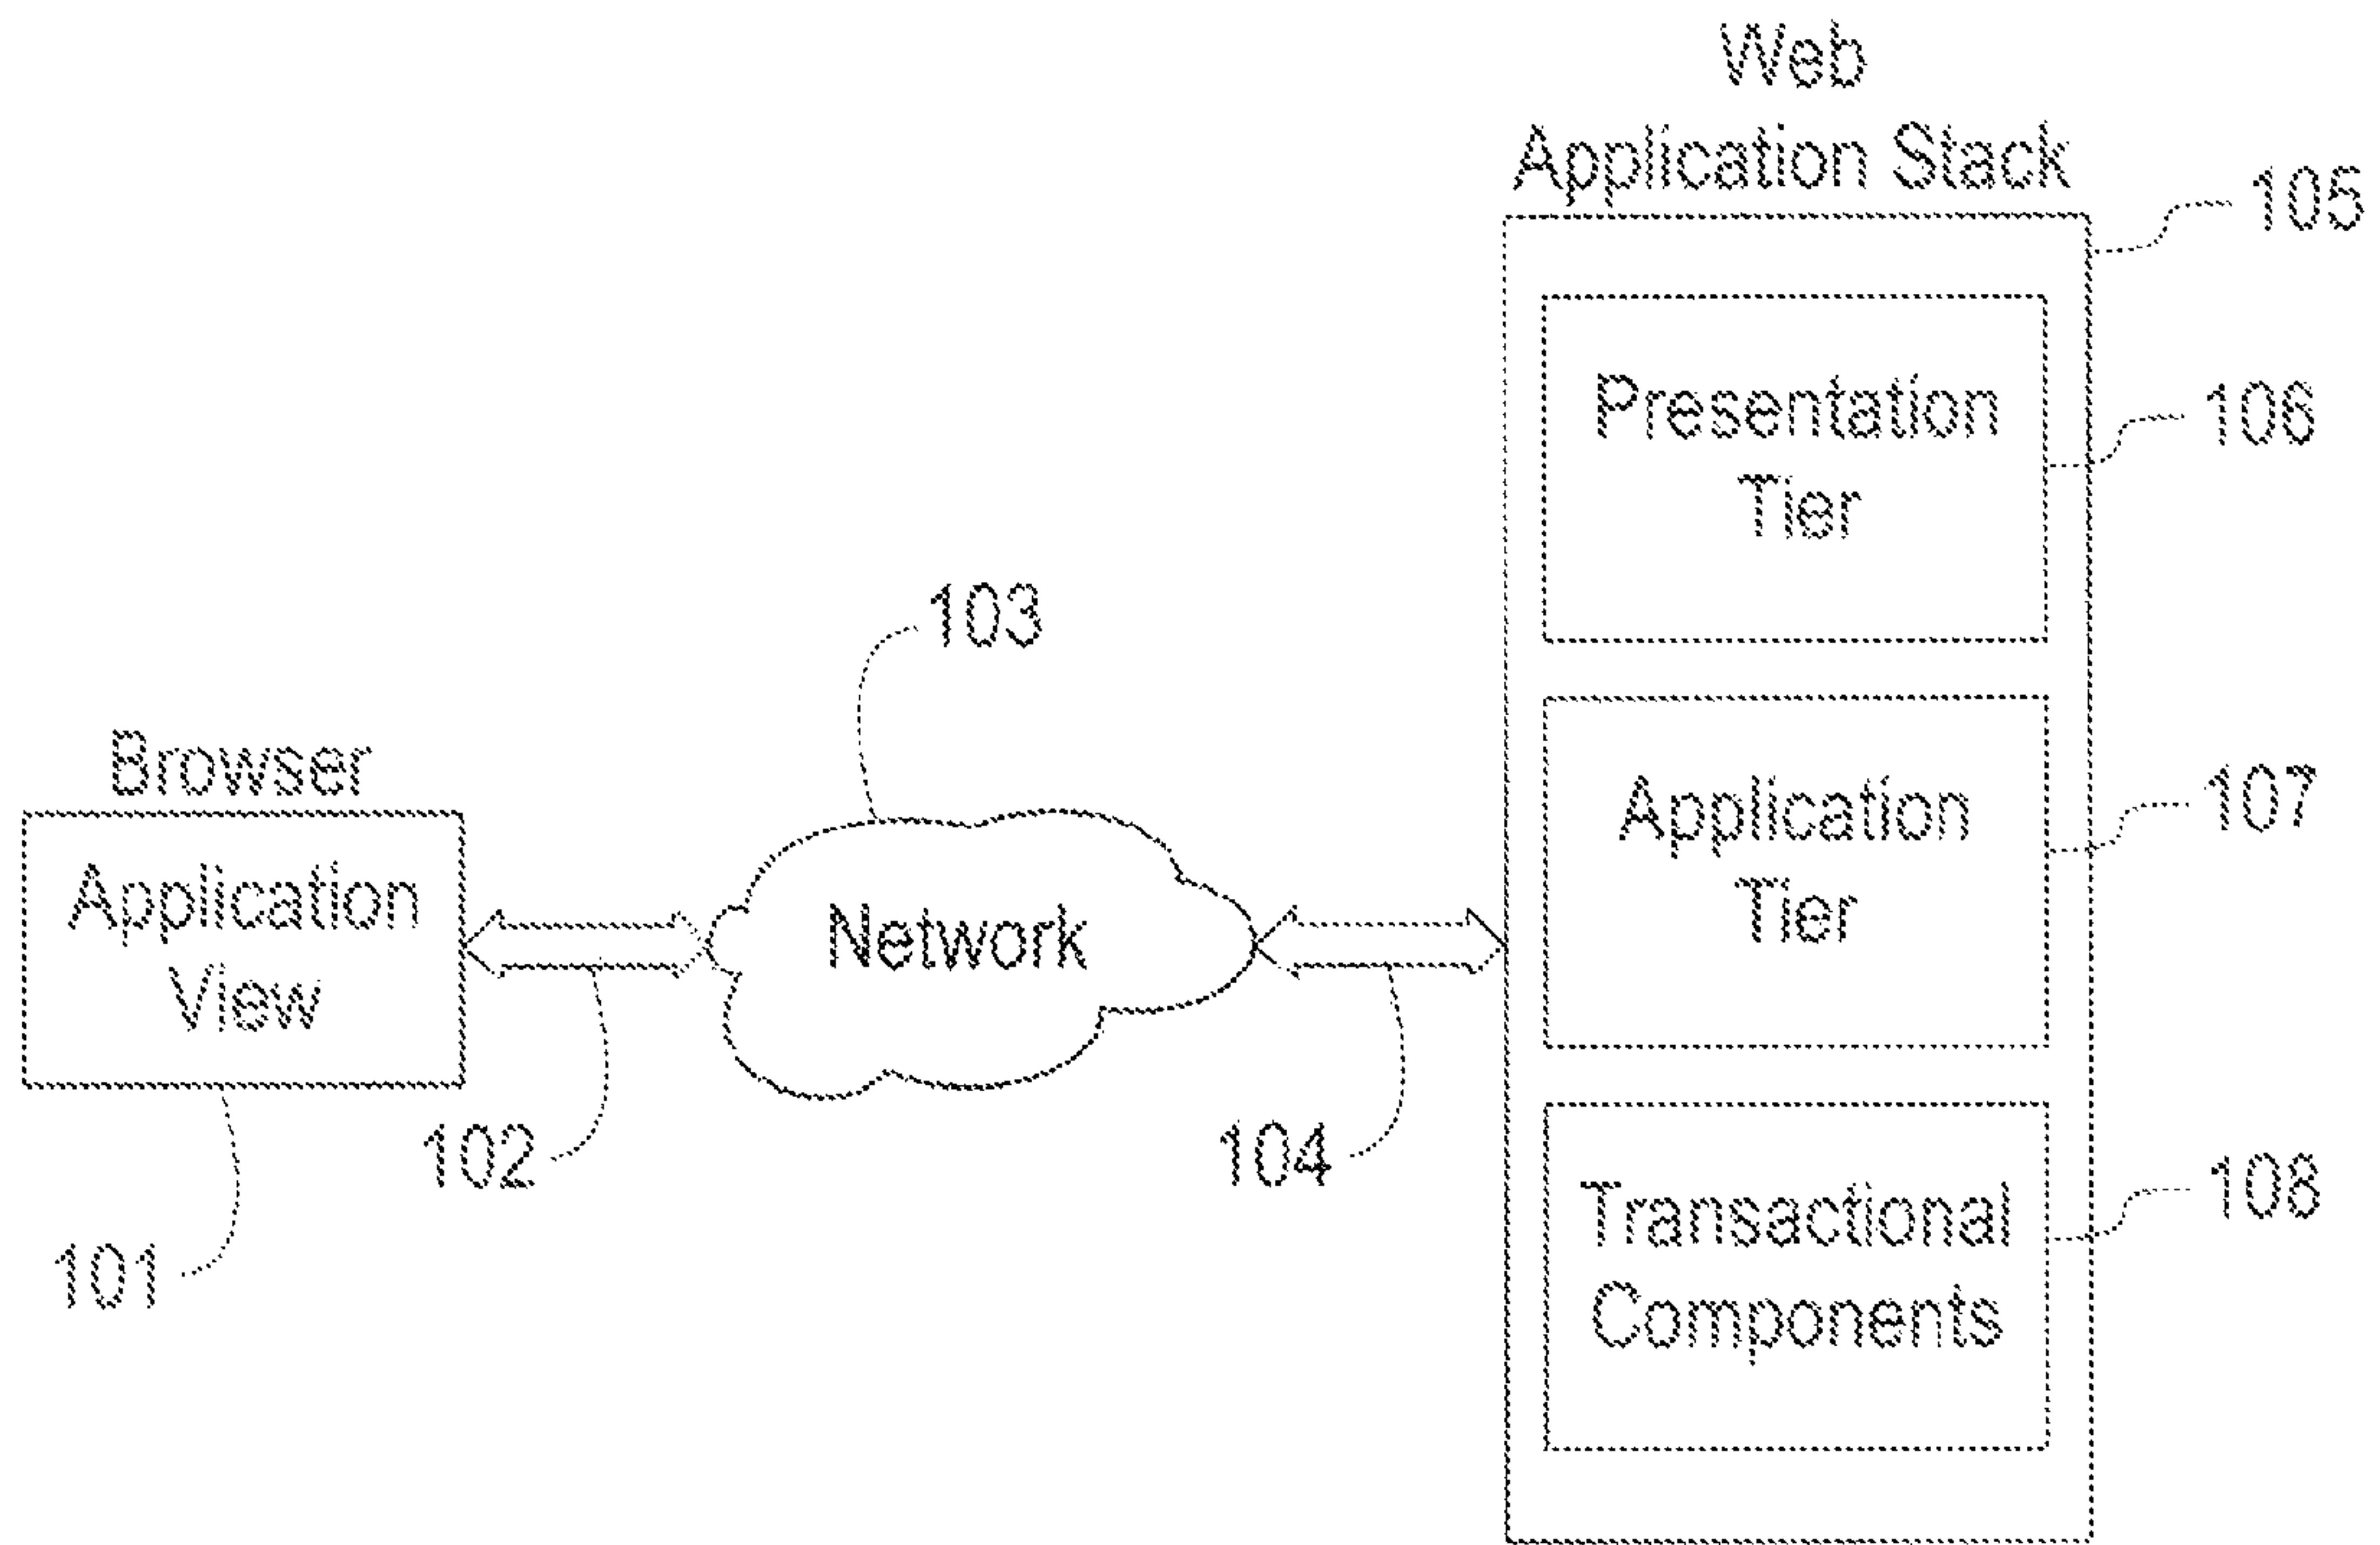 Web
Application Stack
105
Presentation
Tier
106
103
Browser
Application
View
Network
Application
Tier
107
102
104
101
Transactional
Components
108